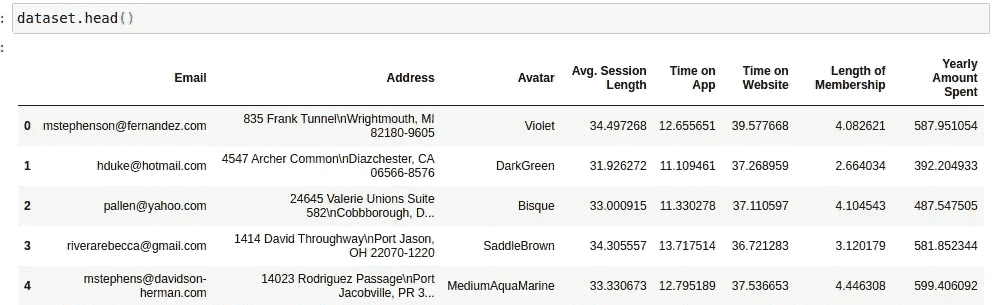 : dataset.head()
:
Email Address Avatar Avg. Session Length Time on App Time on Website Length of Membership Yearly Amount Spent
0 mstephenson@fernandez.com 835 Frank Tunnel\nWrightmouth, MI 82180-9605 Violet 34.497268 12.655651 39.577668 4.082621 587.951054
1 hduke@hotmail.com 4547 Archer Common\nDiazchester, CA 06566-8576 DarkGreen 31.926272 11.109461 37.268959 2.664034 392.204933
2 pallen@yahoo.com 24645 Valerie Unions Suite 582\nCobbborough, D... Bisque 33.000915 11.330278 37.110597 4.104543 487.547505
3 riverarebecca@gmail.com 1414 David Throughway\nPort Jason, OH 22070-1220 SaddleBrown 34.305557 13.717514 36.721283 3.120179 581.852344
4 mstephens@davidson-herman.com 14023 Rodriguez Passage\nPort Jacobville, PR 3... MediumAquaMarine 33.330673 12.795189 37.536653 4.446308 599.406092